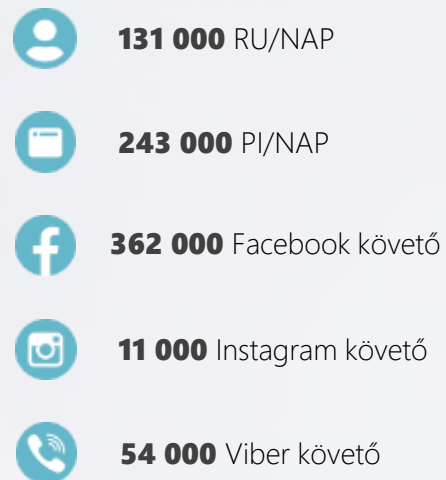 131 000 RU/NAP
243 000 PI/NAP
362 000 Facebook követő
11 000 Instagram követő
54 000 Viber követő